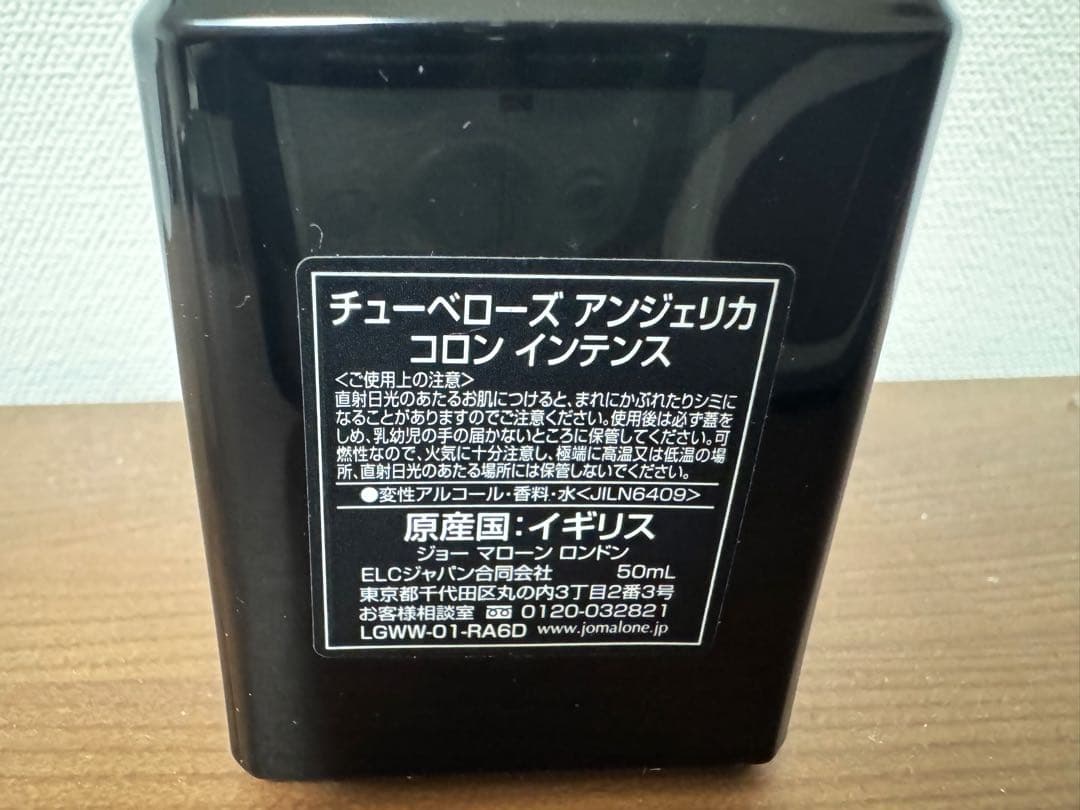 チューベローズ アンジェリカ
コロン インテンス
<ご使用上の注意>
直射日光のあたるお肌につけると、まれにかぶれたりシミに
なることがありますのでご注意ください。使用後は必ず蓋を
しめ、乳幼児の手の届かないところに保管してください。可
燃性なので、火気に十分注意し、極端に高温又は低温の場
所、直射日光のあたる場所には保管しないでください。
●変性アルコール・香料・水<JILN6409>
原産国：イギリス
ジョー マローン ロンドン
ELCジャパン合同会社 50mL
東京都千代田区丸の内3丁目2番3号
お客様相談室 0120-032821
LGWW-01-RA6D www.jomalone.jp